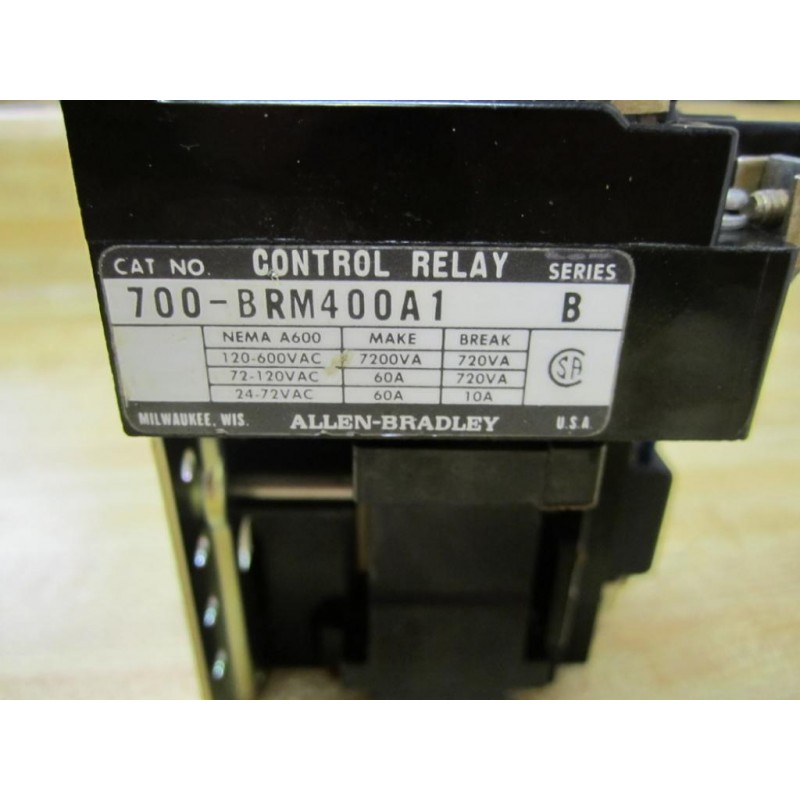 CAT NO. CONTROL RELAY SERIES
700-BRM400A1 B
NEMA A600 MAKE BREAK
120-600VAC 7200VA 720VA
72-120VAC 60A 720VA
24-72VAC 60A 10A
SA
MILWAUKEE, WIS. ALLEN-BRADLEY U.S.A.